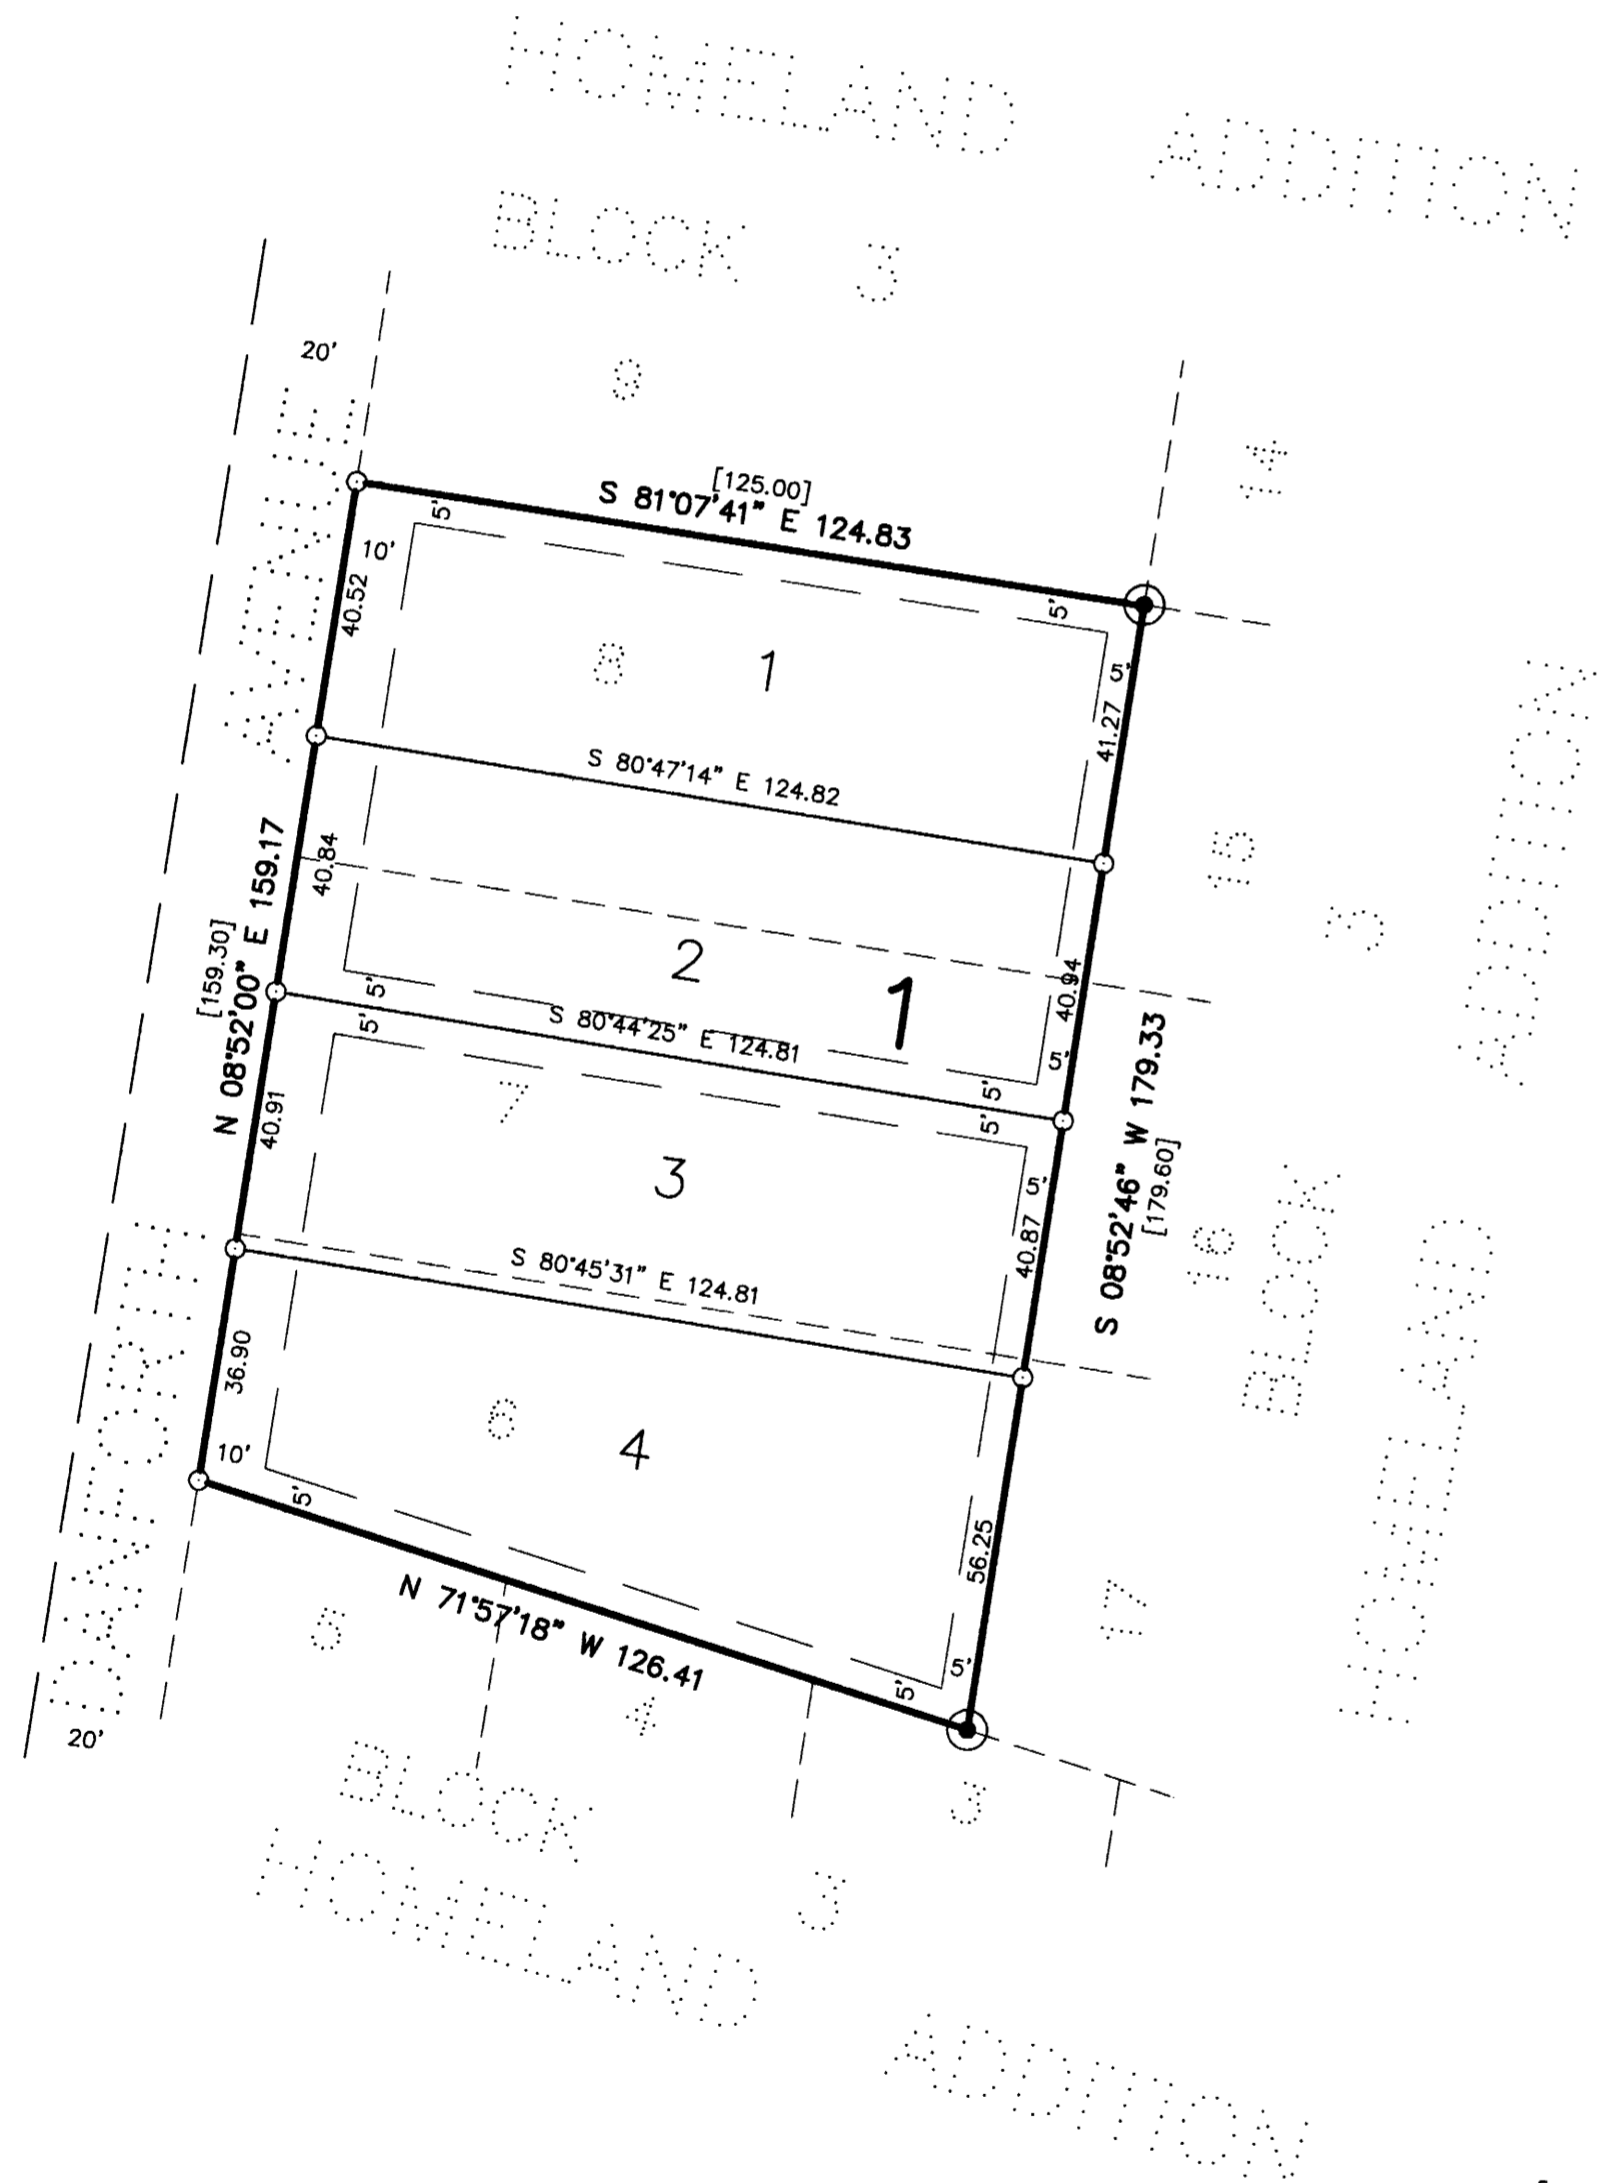 HOMELAND ADDITION
BLOCK 3
20'
9
14
[125.00]
S 81°07'41" E 124.83
5'
10'
40.52
AVENUE
5'
8
1
5'
41.27
S 80°47'14" E 124.82
15
3
ADDITION
N 08°52'00" E 159.17
[159.30]
40.84
2
1
40.94
5'
5'
S 80°44'25" E 124.81
5'
5'
5'
7
40.91
3
5'
40.87
S 08°52'46" W 179.33
[179.60]
16
BLOCK
HOMELAND
S 80°45'31" E 124.81
DANFORTH
36.90
6
4
10'
5'
56.25
17
5'
5'
N 71°57'18" W 126.41
5
4
20'
3
BLOCK 3
HOMELAND ADDITION